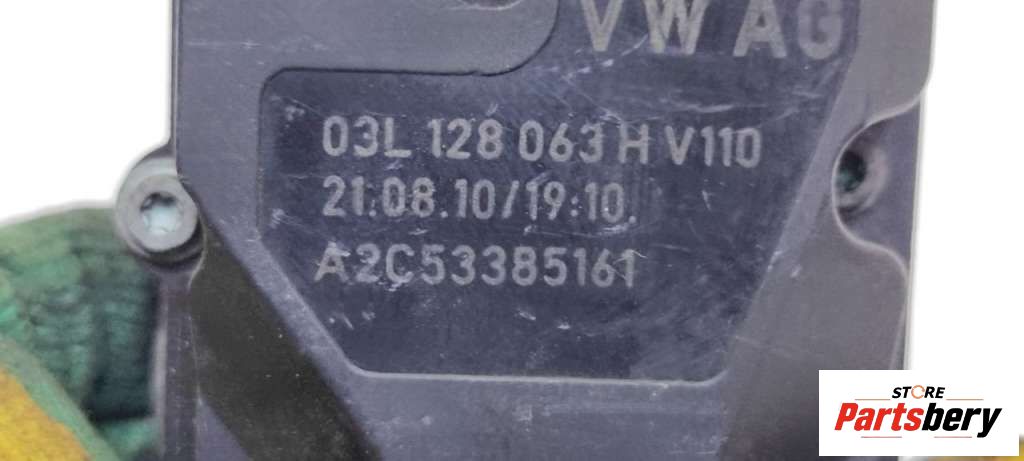 VW AG
03L 128 063 H V110
21.08.10/19:10
A2C53385161
STORE
Partsbery